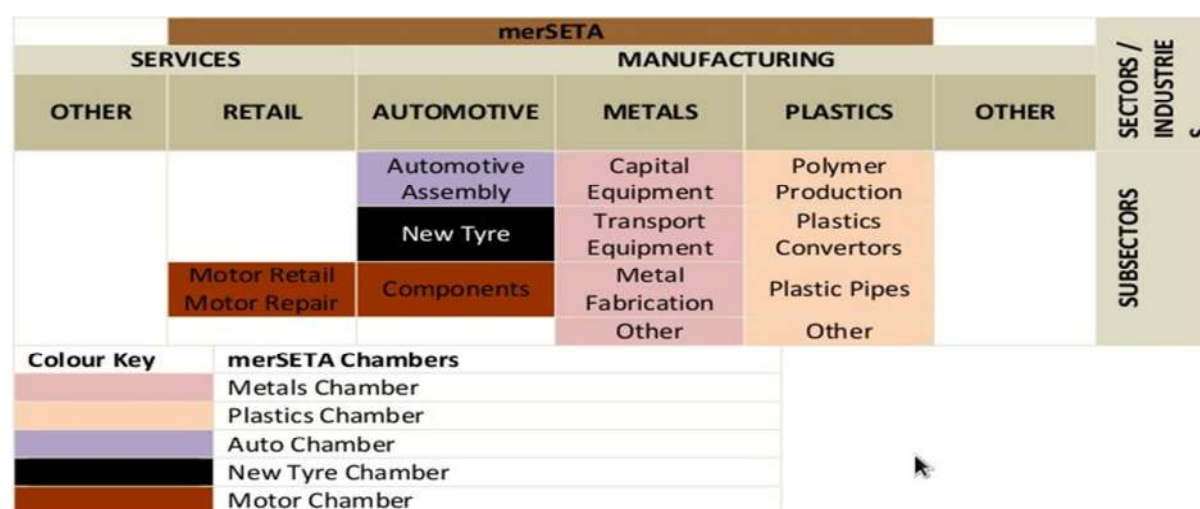 merSETA
SERVICES MANUFACTURING
OTHER RETAIL AUTOMOTIVE METALS PLASTICS OTHER
SECTORS /
INDUSTRIE
S
Automotive Capital Polymer
Assembly Equipment Production
New Tyre Transport Plastics
Equipment Convertors
Motor Retail Components Metal Plastic Pipes
Motor Repair Fabrication
Other Other
SUBSECTORS
Colour Key merSETA Chambers
Metals Chamber
Plastics Chamber
Auto Chamber
New Tyre Chamber
Motor Chamber